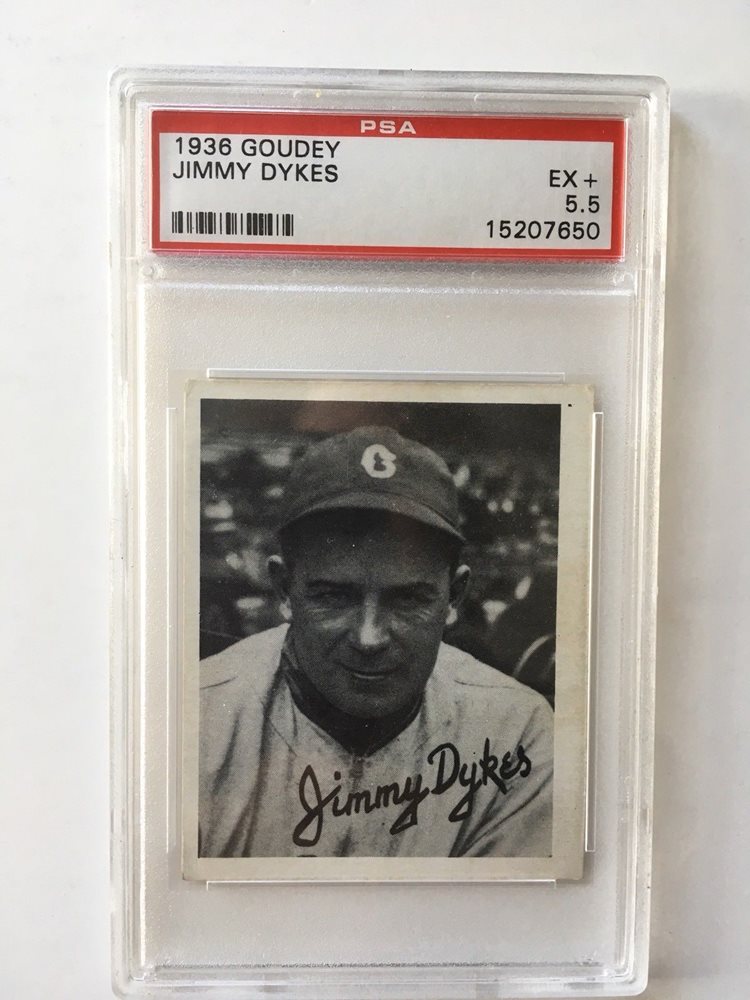 PSA
1936 GOUDEY
JIMMY DYKES
EX +
5.5
15207650
C
Jimmy Dykes